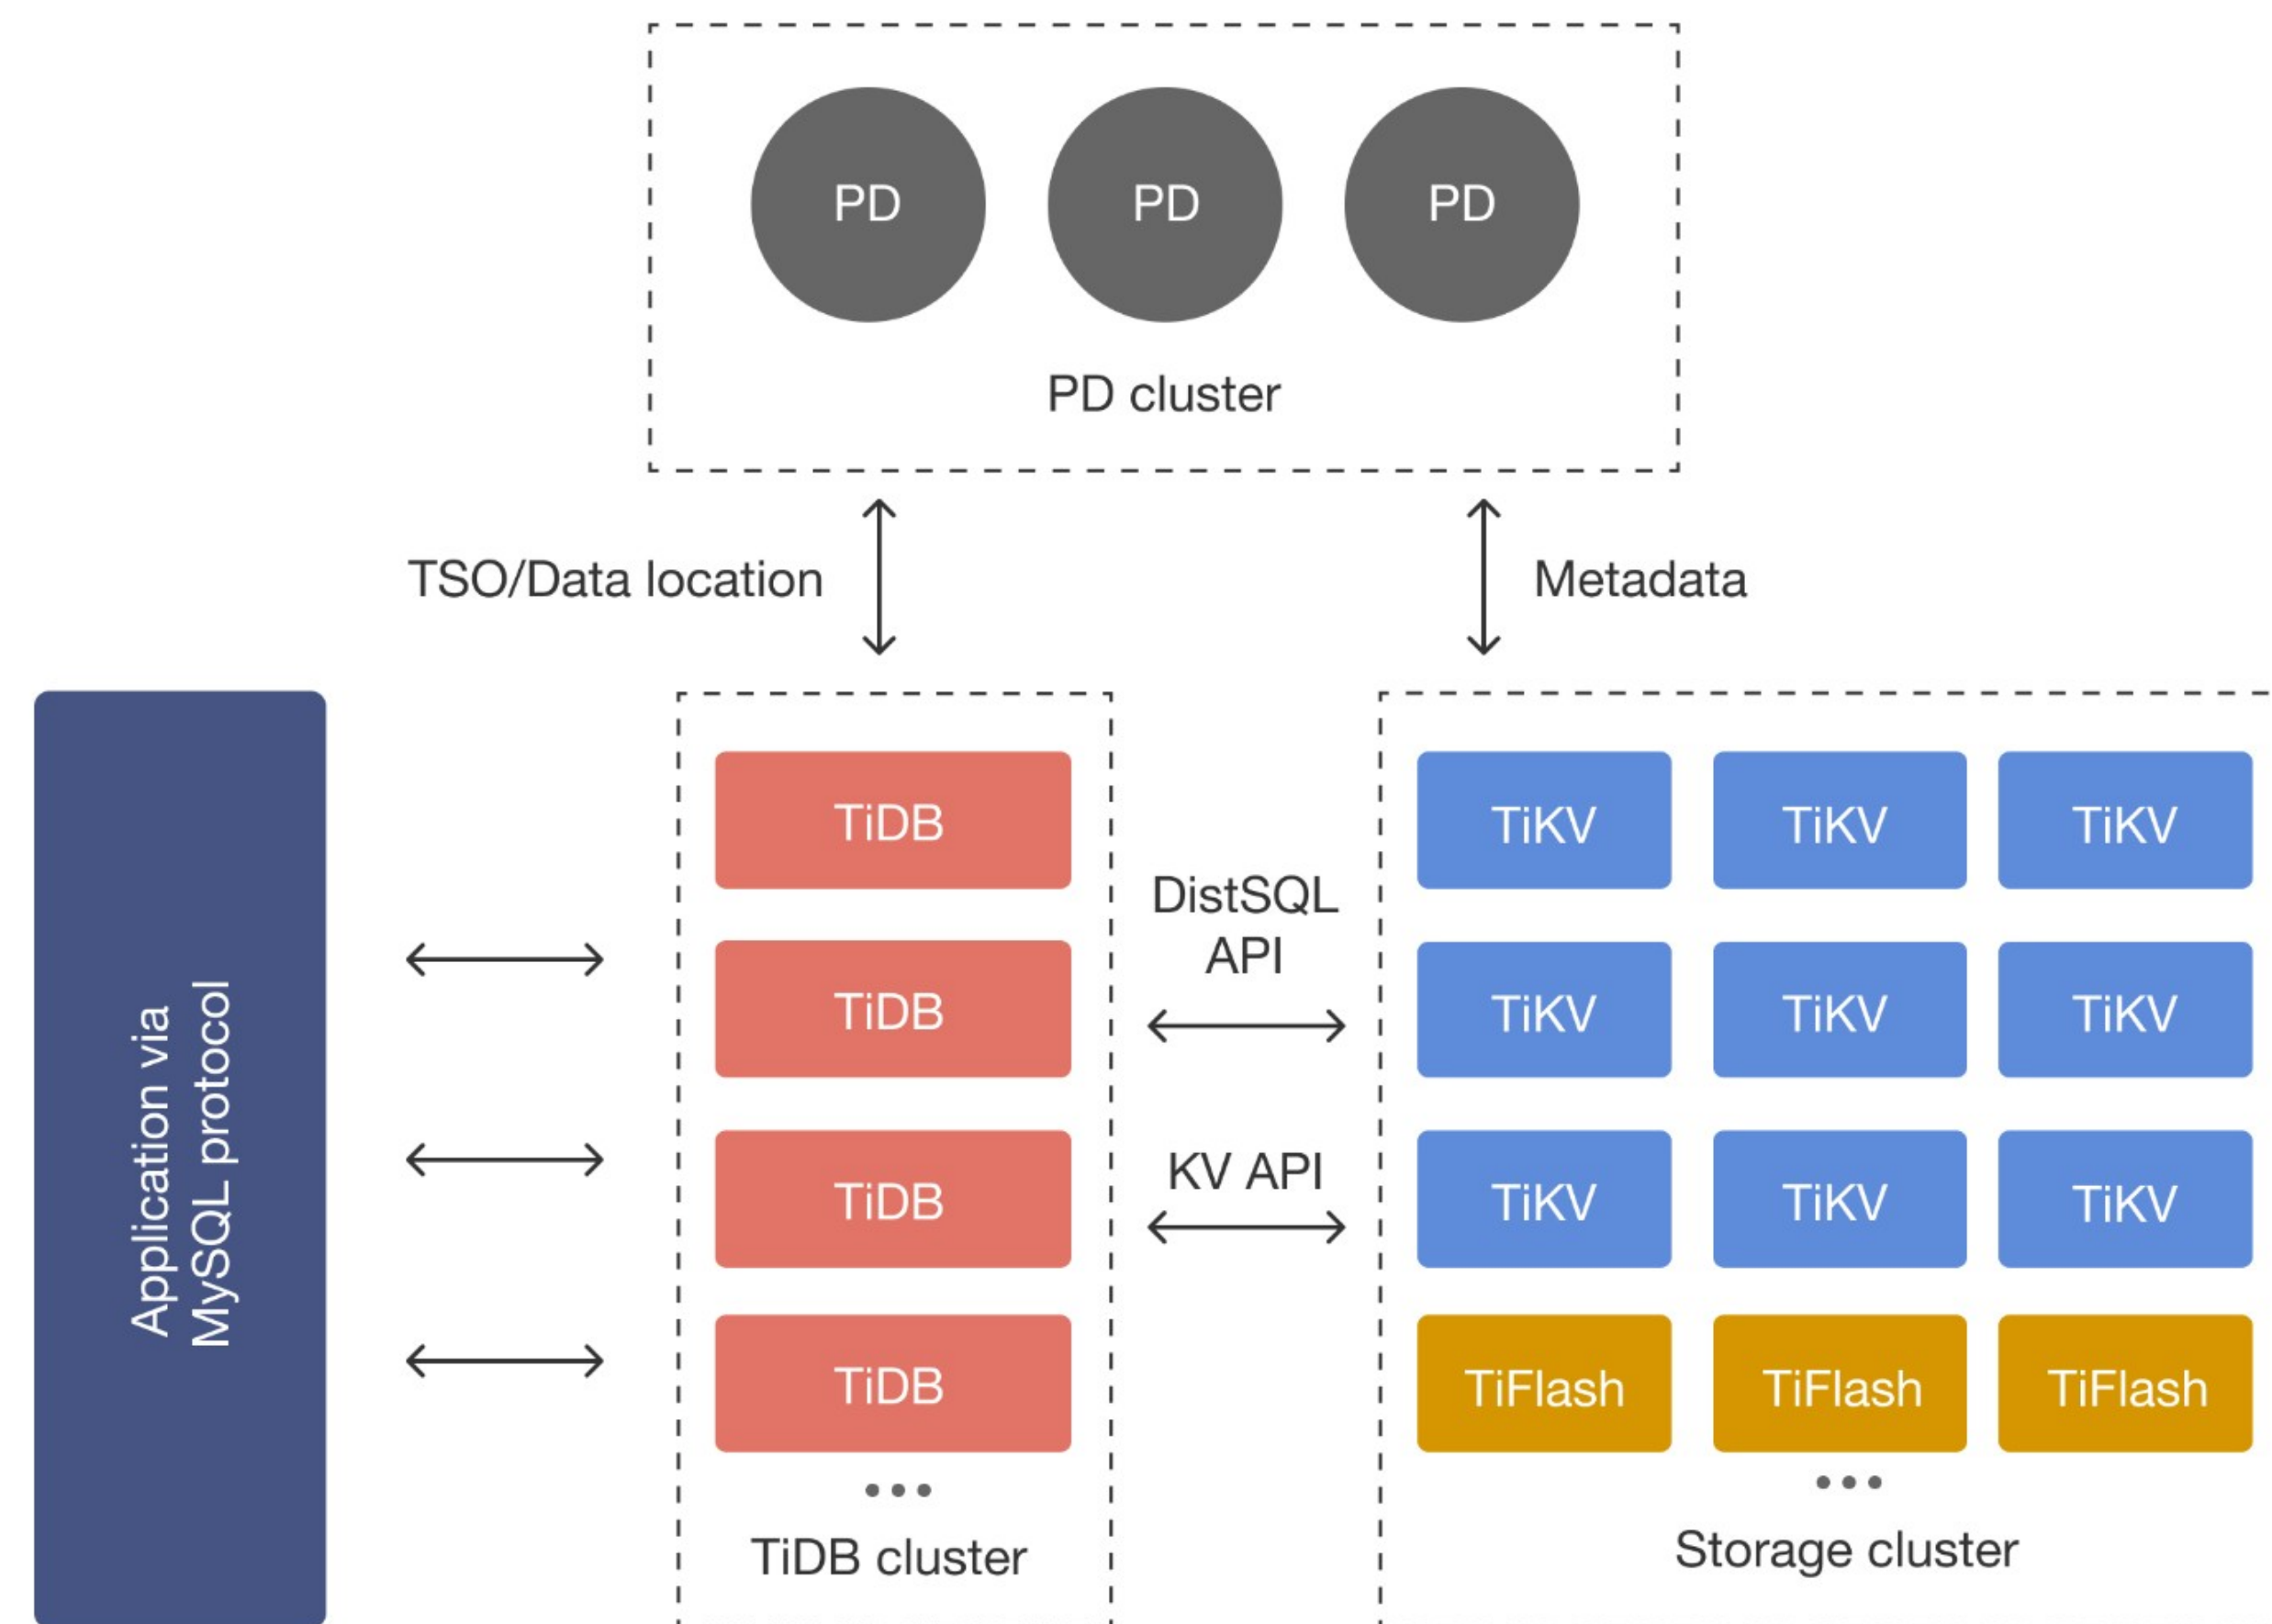 PD PD PD
PD cluster
TSO/Data location
Metadata
Application via
MySQL protocol
TiDB
TiDB
TiDB
TiDB
•••
TiDB cluster
DistSQL
API
KV API
TiKV TiKV TiKV
TiKV TiKV TiKV
TiKV TiKV TiKV
TiFlash TiFlash TiFlash
•••
Storage cluster